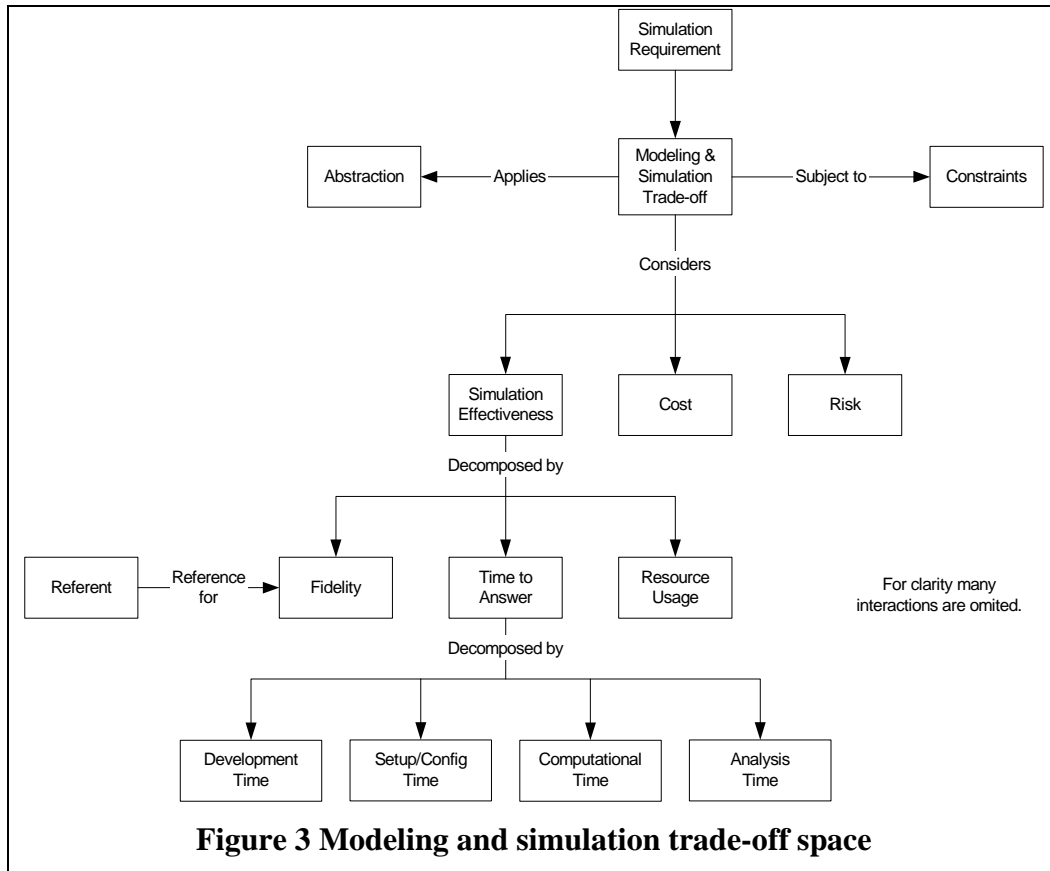 Simulation
Requirement
Abstraction
Applies
Modeling &
Simulation
Trade-off
Subject to
Constraints
Considers
Simulation
Effectiveness
Cost
Risk
Decomposed by
Referent
Reference
for
Fidelity
Time to
Answer
Resource
Usage
For clarity many
interactions are omited.
Decomposed by
Development
Time
Setup/Config
Time
Computational
Time
Analysis
Time
Figure 3 Modeling and simulation trade-off space